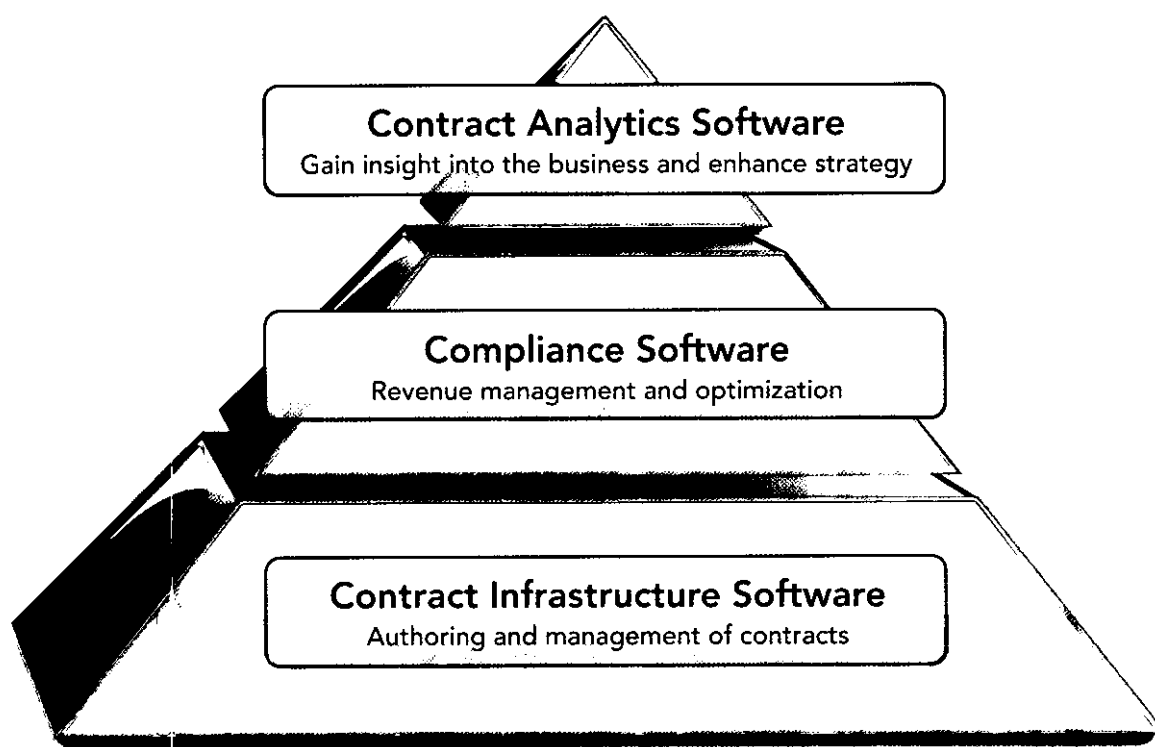 Contract Analytics Software
Gain insight into the business and enhance strategy
Compliance Software
Revenue management and optimization
Contract Infrastructure Software
Authoring and management of contracts